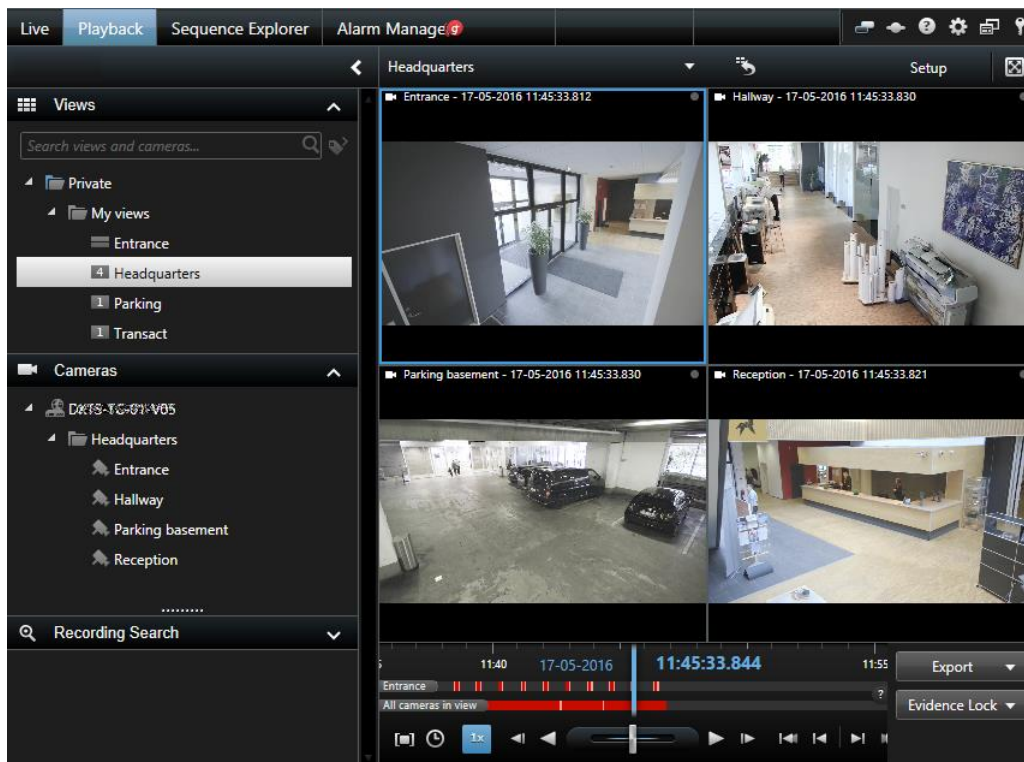 Live Playback Sequence Explorer Alarm Manager
Headquarters Setup
Views
Search views and cameras...
Private
My views
Entrance
4 Headquarters
1 Parking
1 Transact
Cameras
Headquarters
Entrance
Hallway
Parking basement
Reception
Recording Search
Entrance - 17-05-2016 11:45:33.812
Hallway - 17-05-2016 11:45:33.830
Parking basement - 17-05-2016 11:45:33.830
Reception - 17-05-2016 11:45:33.821
11:40 17-05-2016 11:45:33.844 11:55
Entrance
?
All cameras in view
1x
Export
Evidence Lock